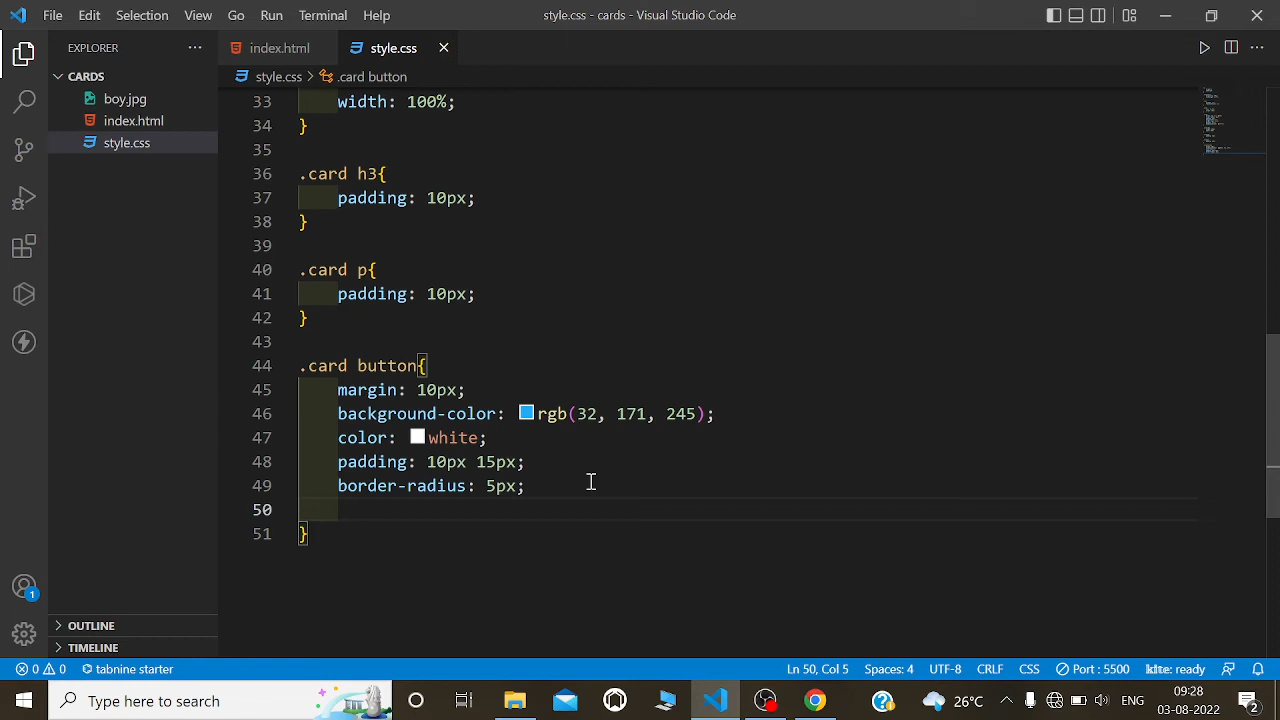 File Edit Selection View Go Run Terminal Help
style.css - cards - Visual Studio Code
EXPLORER
index.html
style.css
CARDS
style.css > .card button
boy.jpg
index.html
style.css
33 width: 100%;
34 }
35
36 .card h3{
37 padding: 10px;
38 }
39
40 .card p{
41 padding: 10px;
42 }
43
44 .card button{
45 margin: 10px;
46 background-color: rgb(32, 171, 245);
47 color: white;
48 padding: 10px 15px;
49 border-radius: 5px;
50
51 }
1
OUTLINE
TIMELINE
0 0 tabnine starter
Ln 50, Col 5 Spaces: 4 UTF-8 CRLF CSS Port : 5500 kite: ready
Type here to search
26°C
ENG
09:28
03-08-2022
2